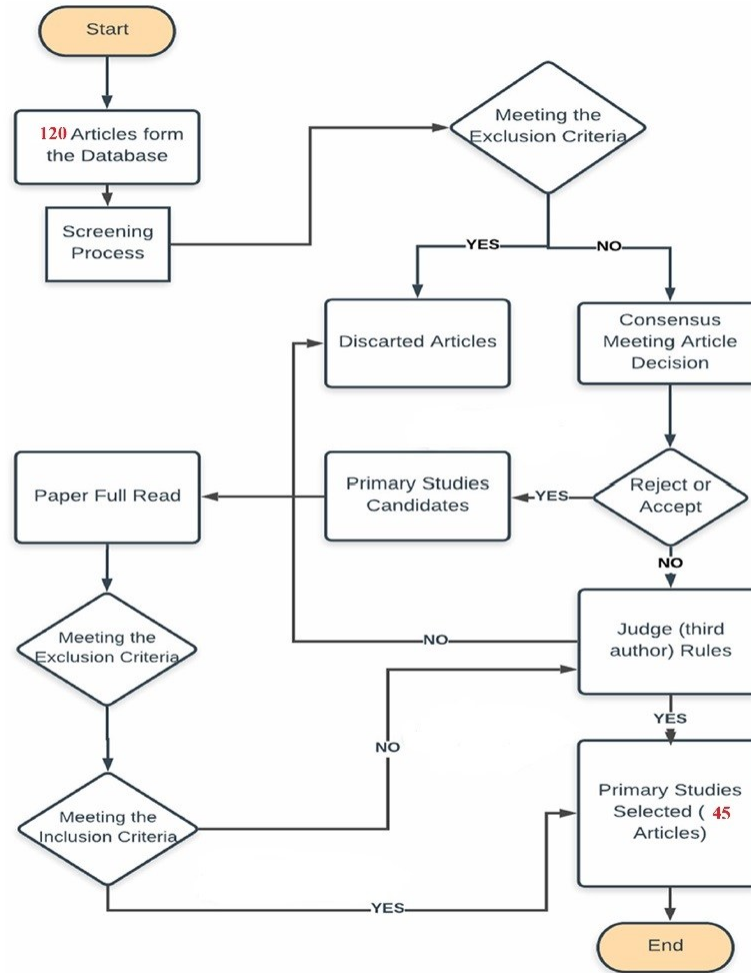 Start
120 Articles form
the Database
Screening
Process
Meeting the
Exclusion Criteria
YES
NO
Discarted Articles
Consensus
Meeting Article
Decision
Paper Full Read
Primary Studies
Candidates
YES
Reject or
Accept
NO
Meeting the
Exclusion Criteria
NO
Judge (third
author) Rules
YES
NO
Meeting the
Inclusion Criteria
Primary Studies
Selected ( 45
Articles)
YES
End